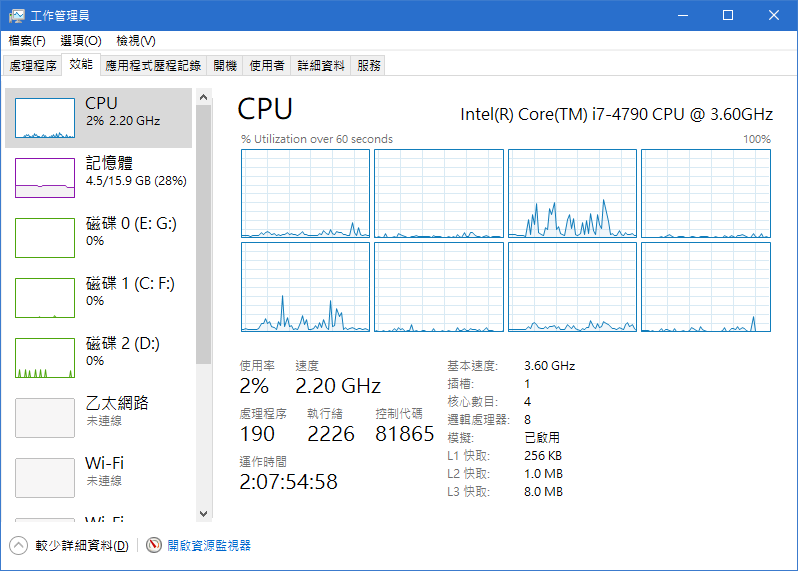 工作管理員
檔案(F) 選項(O) 檢視(V)
處理程序 效能 應用程式歷程記錄 開機 使用者 詳細資料 服務
CPU
2% 2.20 GHz
記憶體
4.5/15.9 GB (28%)
磁碟 0 (E: G:)
0%
磁碟 1 (C: F:)
0%
磁碟 2 (D:)
0%
乙太網路
未連線
Wi-Fi
未連線
Wi-Fi
CPU
Intel(R) Core(TM) i7-4790 CPU @ 3.60GHz
% Utilization over 60 seconds 100%
使用率 速度
2% 2.20 GHz
處理程序 執行緒 控制代碼
190 2226 81865
運作時間
2:07:54:58
基本速度: 3.60 GHz
插槽: 1
核心數目: 4
邏輯處理器: 8
模擬: 已啟用
L1 快取: 256 KB
L2 快取: 1.0 MB
L3 快取: 8.0 MB
較少詳細資料(D) 開啟資源監視器